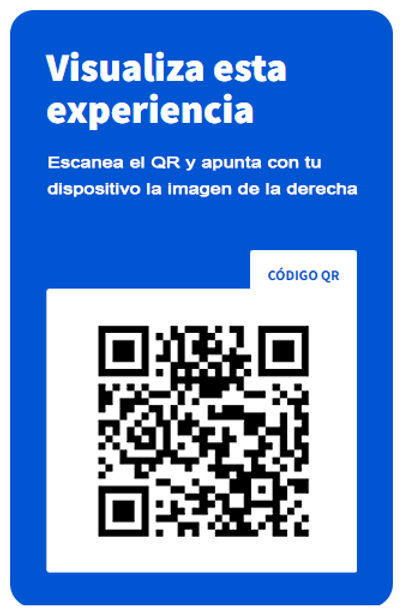 Visualiza esta
experiencia
Escanea el QR y apunta con tu
dispositivo la imagen de la derecha
CÓDIGO QR